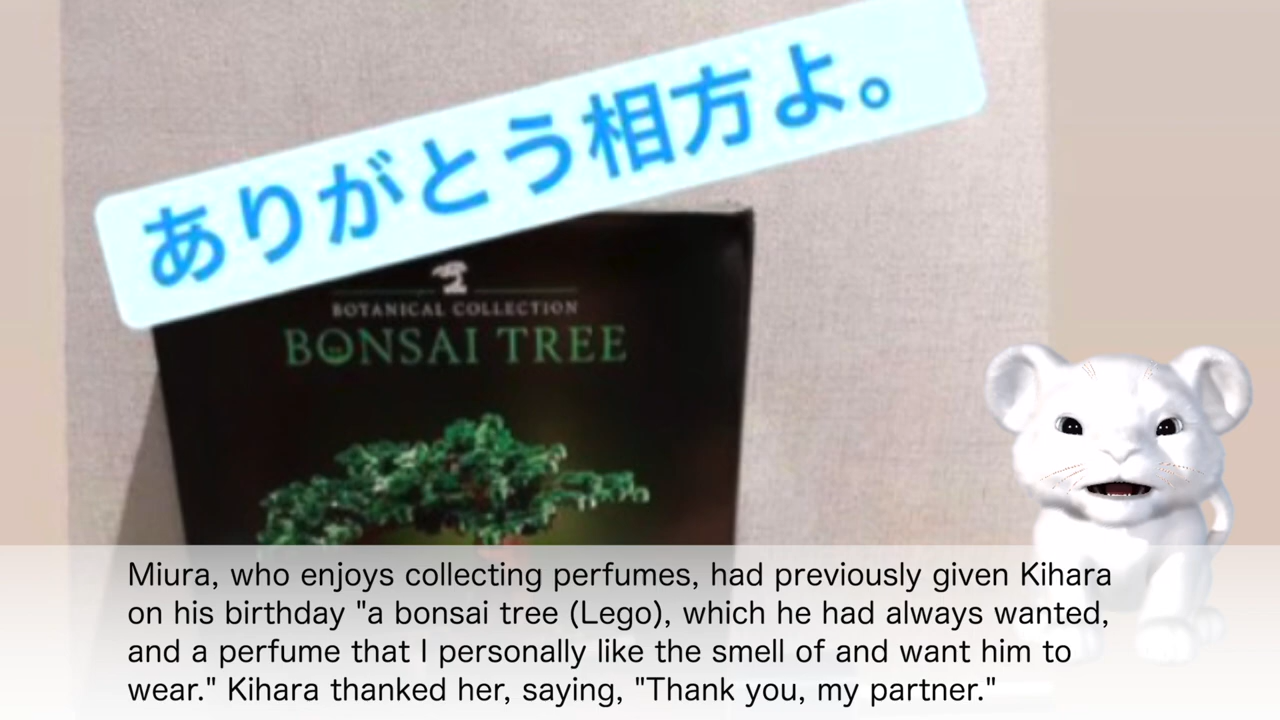 ありがとう相方よ。
BOTANICAL COLLECTION
BONSAI TREE
Miura, who enjoys collecting perfumes, had previously given Kihara
on his birthday "a bonsai tree (Lego), which he had always wanted,
and a perfume that I personally like the smell of and want him to
wear." Kihara thanked her, saying, "Thank you, my partner."